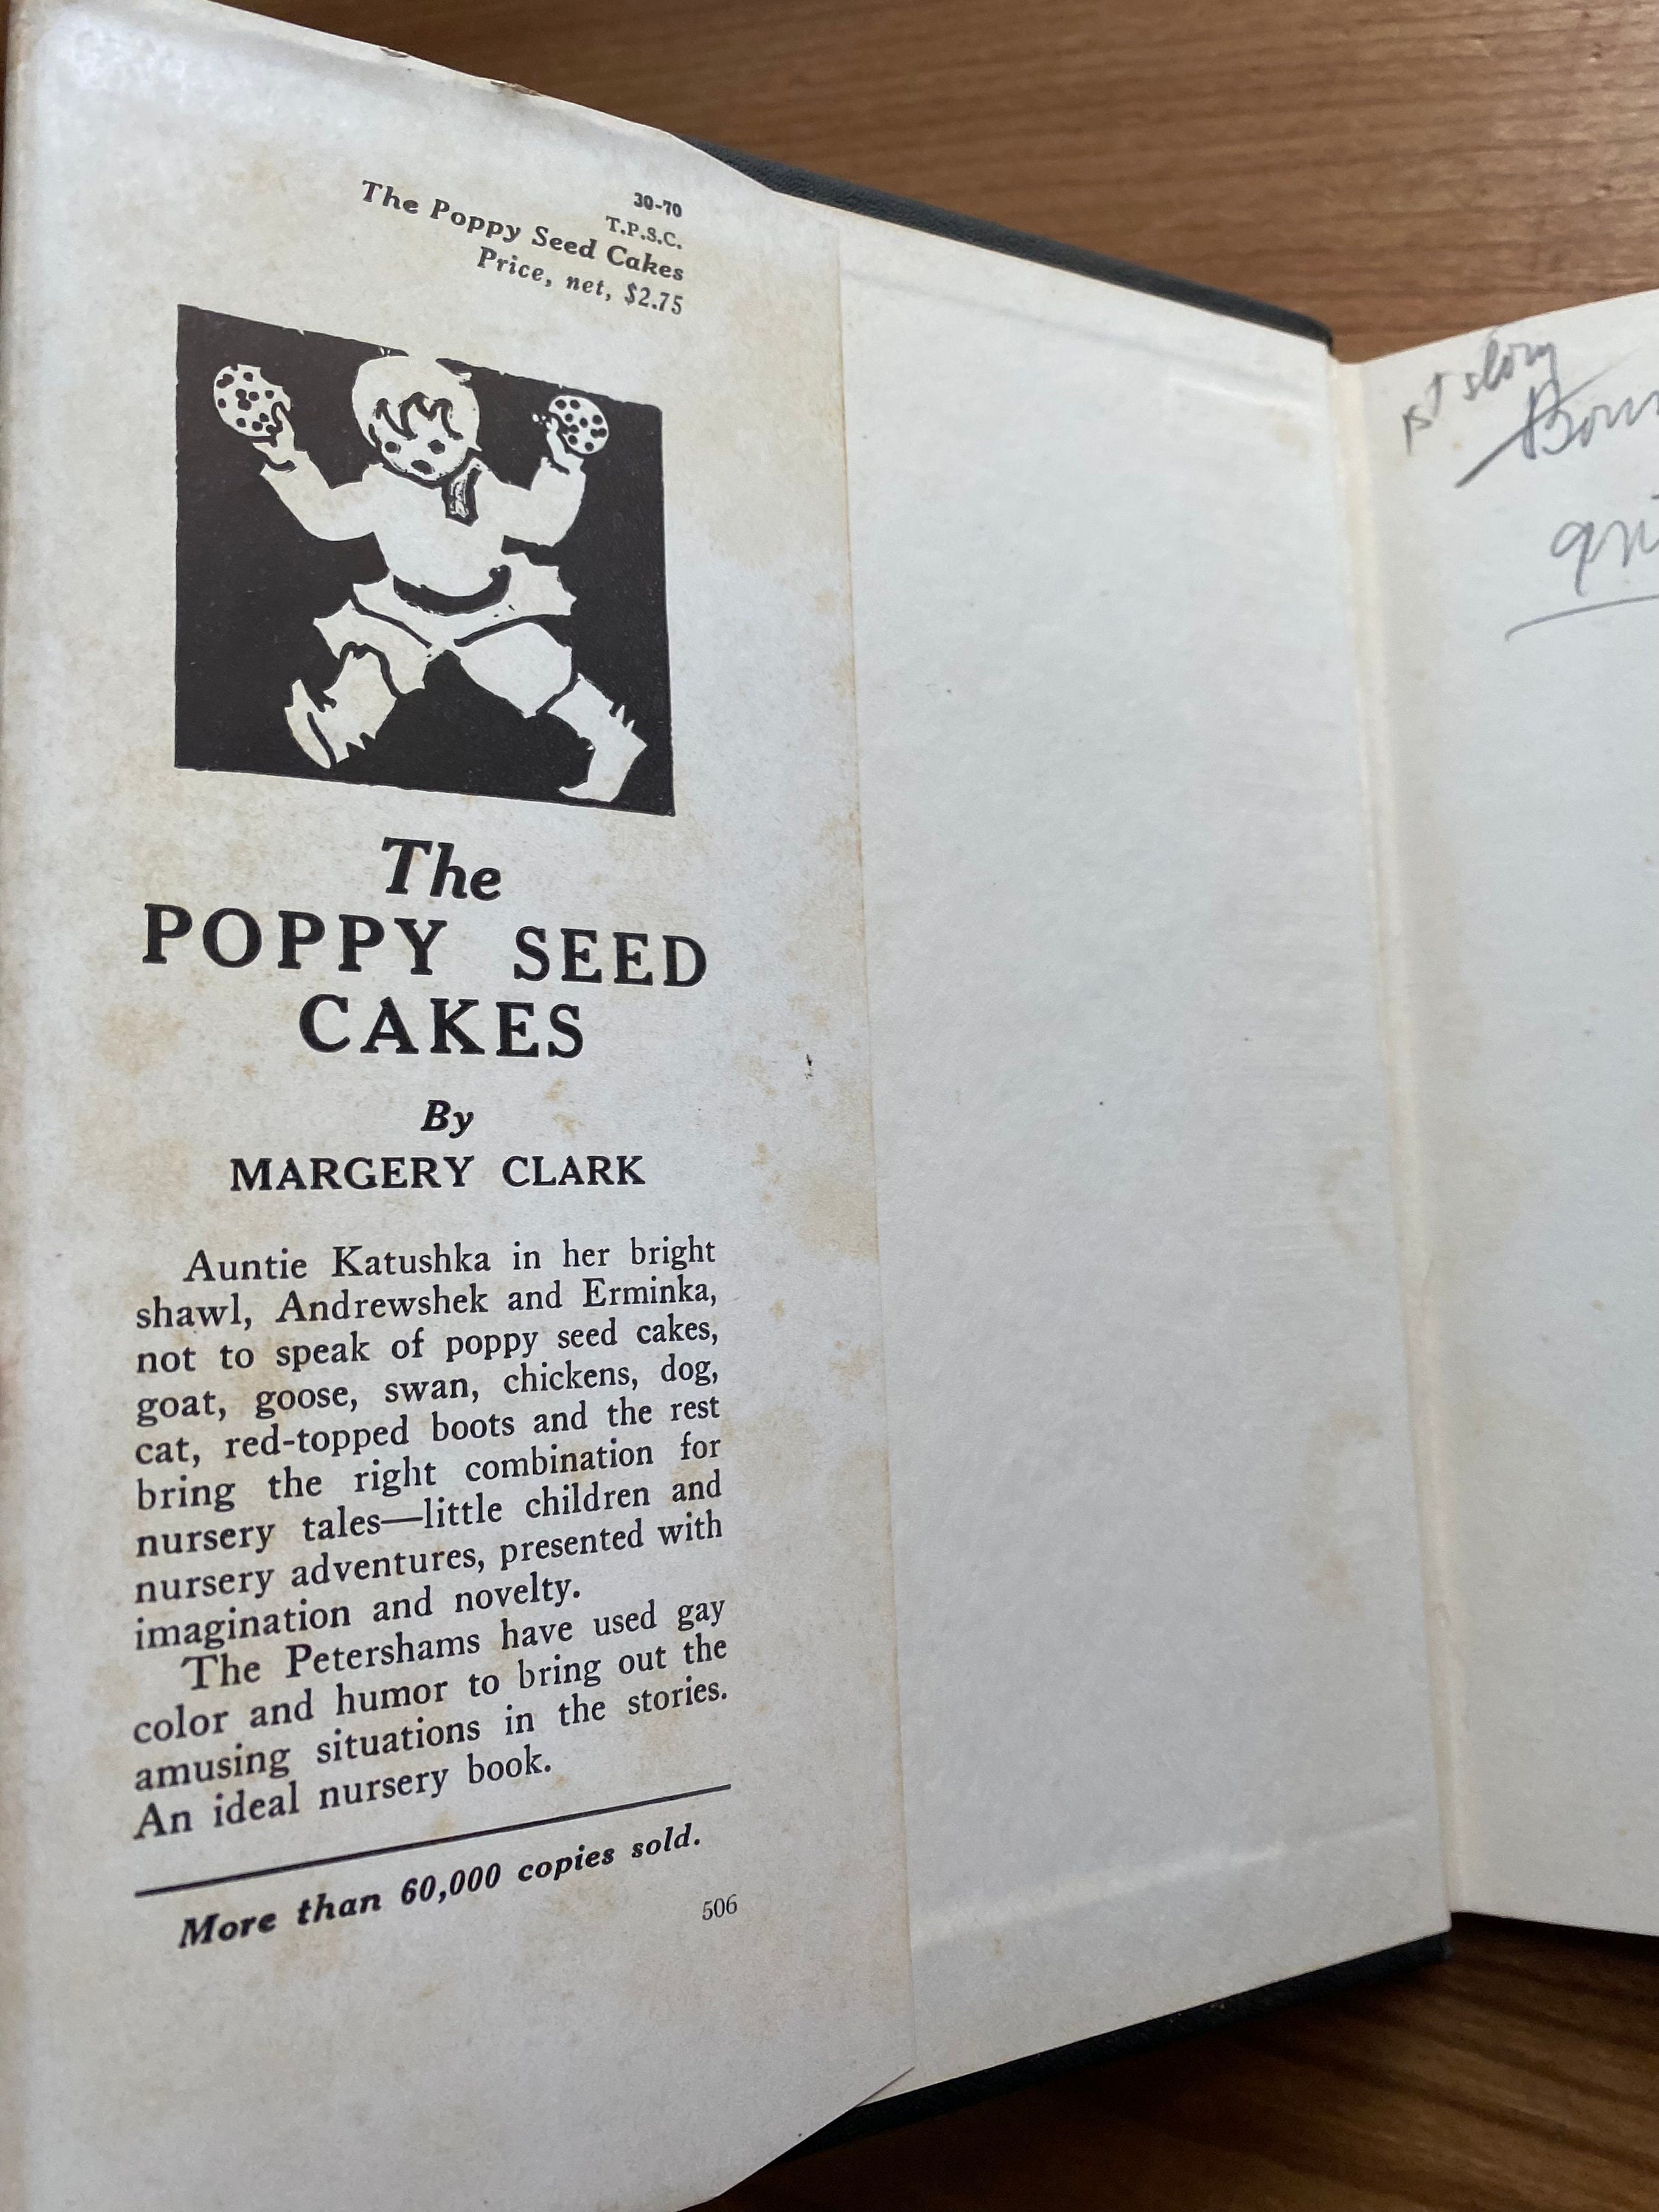 30-70
T.P.S.C.
The Poppy Seed Cakes
Price, net, $2.75
The
POPPY SEED
CAKES
By
MARGERY CLARK
Auntie Katushka in her bright
shawl, Andrewshek and Erminka,
not to speak of poppy seed cakes,
goat, goose, swan, chickens, dog,
cat, red-topped boots and the rest
bring the right combination for
nursery tales—little children and
nursery adventures, presented with
imagination and novelty.
The Petershams have used gay
color and humor to bring out the
amusing situations in the stories.
An ideal nursery book.
More than 60,000 copies sold.
506
1st story